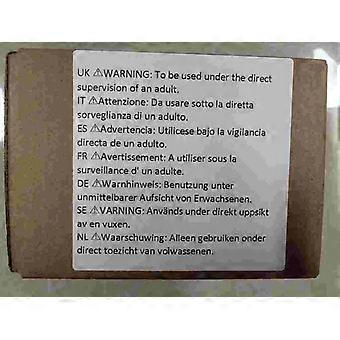 UK ⚠WARNING: To be used under the direct
supervision of an adult.
IT ⚠Attenzione: Da usare sotto la diretta
sorveglianza di un adulto.
ES ⚠Advertencia: Utilícese bajo la vigilancia
directa de un adulto.
FR ⚠Avertissement: A utiliser sous la
surveillance d' un adulte.
DE ⚠Warnhinweis: Benutzung unter
unmittelbarer Aufsicht von Erwachsenen.
SE ⚠VARNING: Används under direkt uppsikt
av en vuxen.
NL ⚠Waarschuwing: Alleen gebruiken onder
direct toezicht van volwassenen.